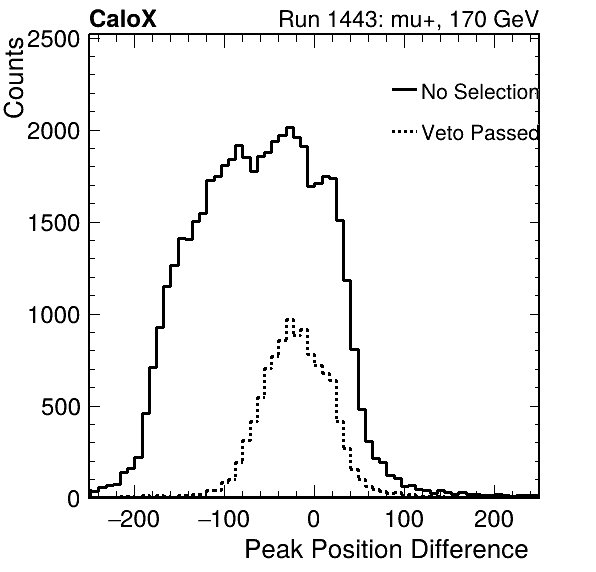 CaloX Run 1443: mu+, 170 GeV
Counts
2500
2000
1500
1000
500
0
No Selection
Veto Passed
−200 −100 0 100 200
Peak Position Difference